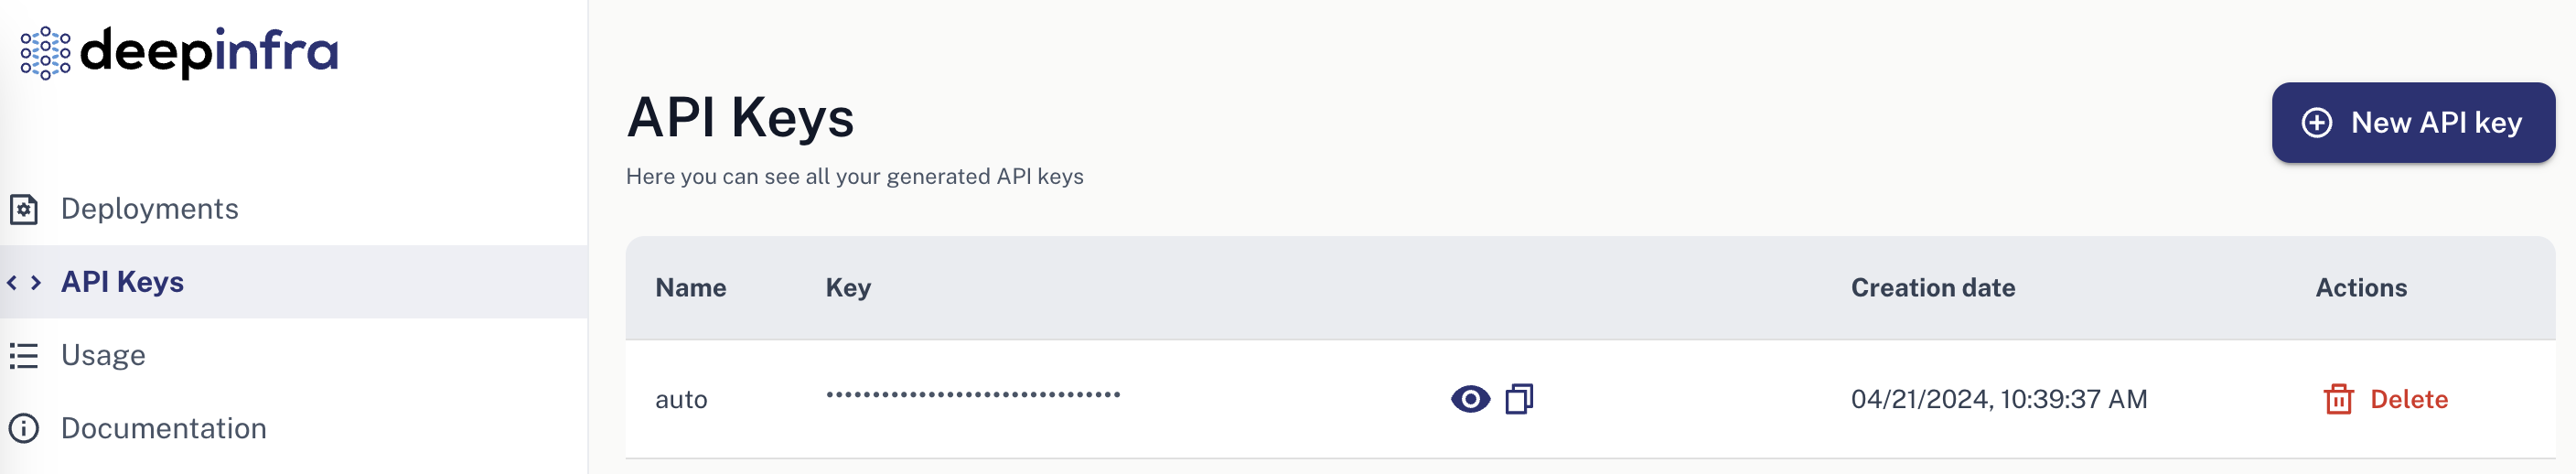 deepinfra
Deployments
API Keys
Usage
Documentation
API Keys
Here you can see all your generated API keys
New API key
Name Key Creation date Actions
auto •••••••••••••••••••••••••••••••• 04/21/2024, 10:39:37 AM Delete